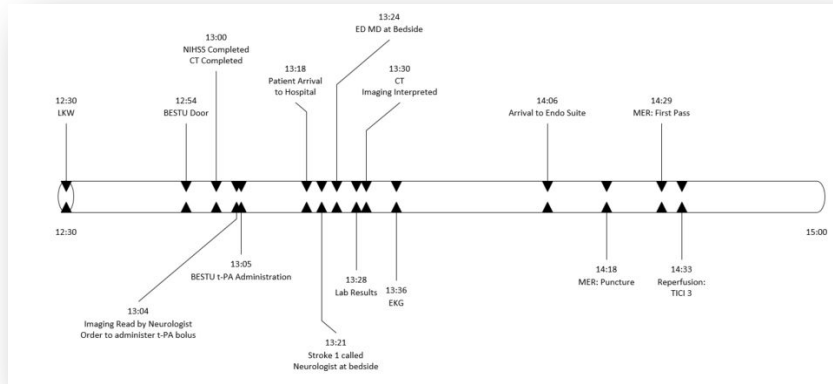 13:24
ED MD at Bedside
13:00
NIHSS Completed
CT Completed
13:18
Patient Arrival
to Hospital
13:30
CT
Imaging Interpreted
12:30
LKW
12:54
BESTU Door
14:06
Arrival to Endo Suite
14:29
MER: First Pass
12:30
15:00
13:05
BESTU t-PA Administration
13:28
Lab Results
13:36
EKG
14:18
MER: Puncture
14:33
Reperfusion:
TICI 3
13:04
Imaging Read by Neurologist
Order to administer t-PA bolus
13:21
Stroke 1 called
Neurologist at bedside